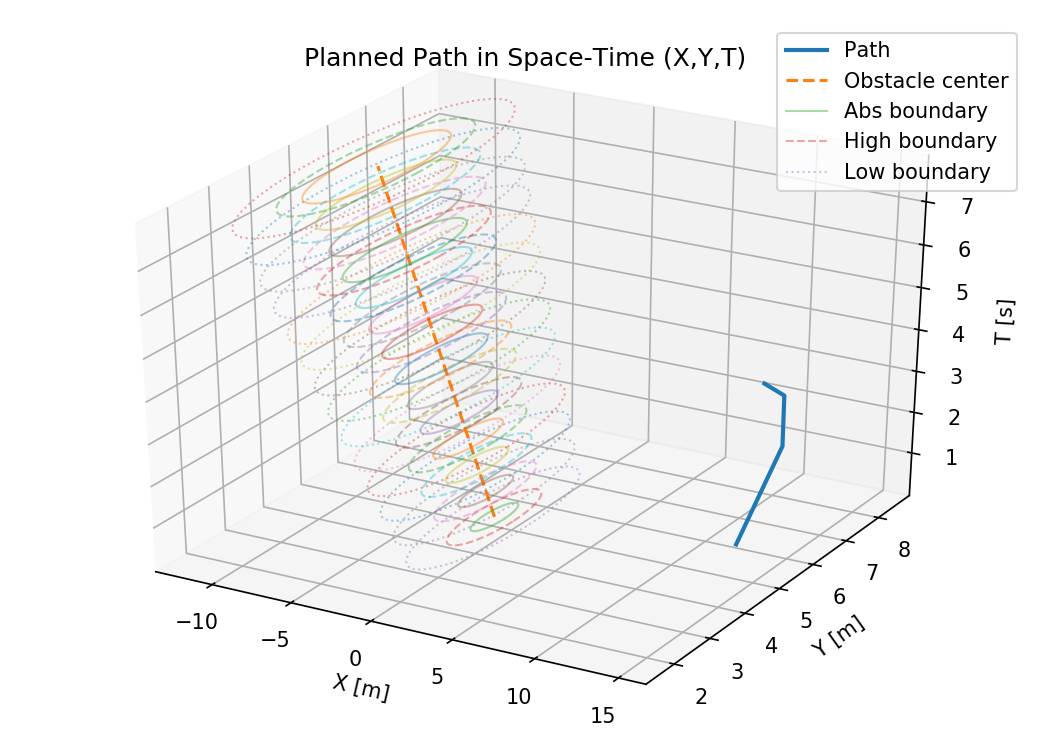 Planned Path in Space-Time (X,Y,T)
Path
Obstacle center
Abs boundary
High boundary
Low boundary
7
6
5
4
3
2
1
T [s]
8
7
6
5
4
3
2
Y [m]
−10
−5
0
5
10
15
X [m]